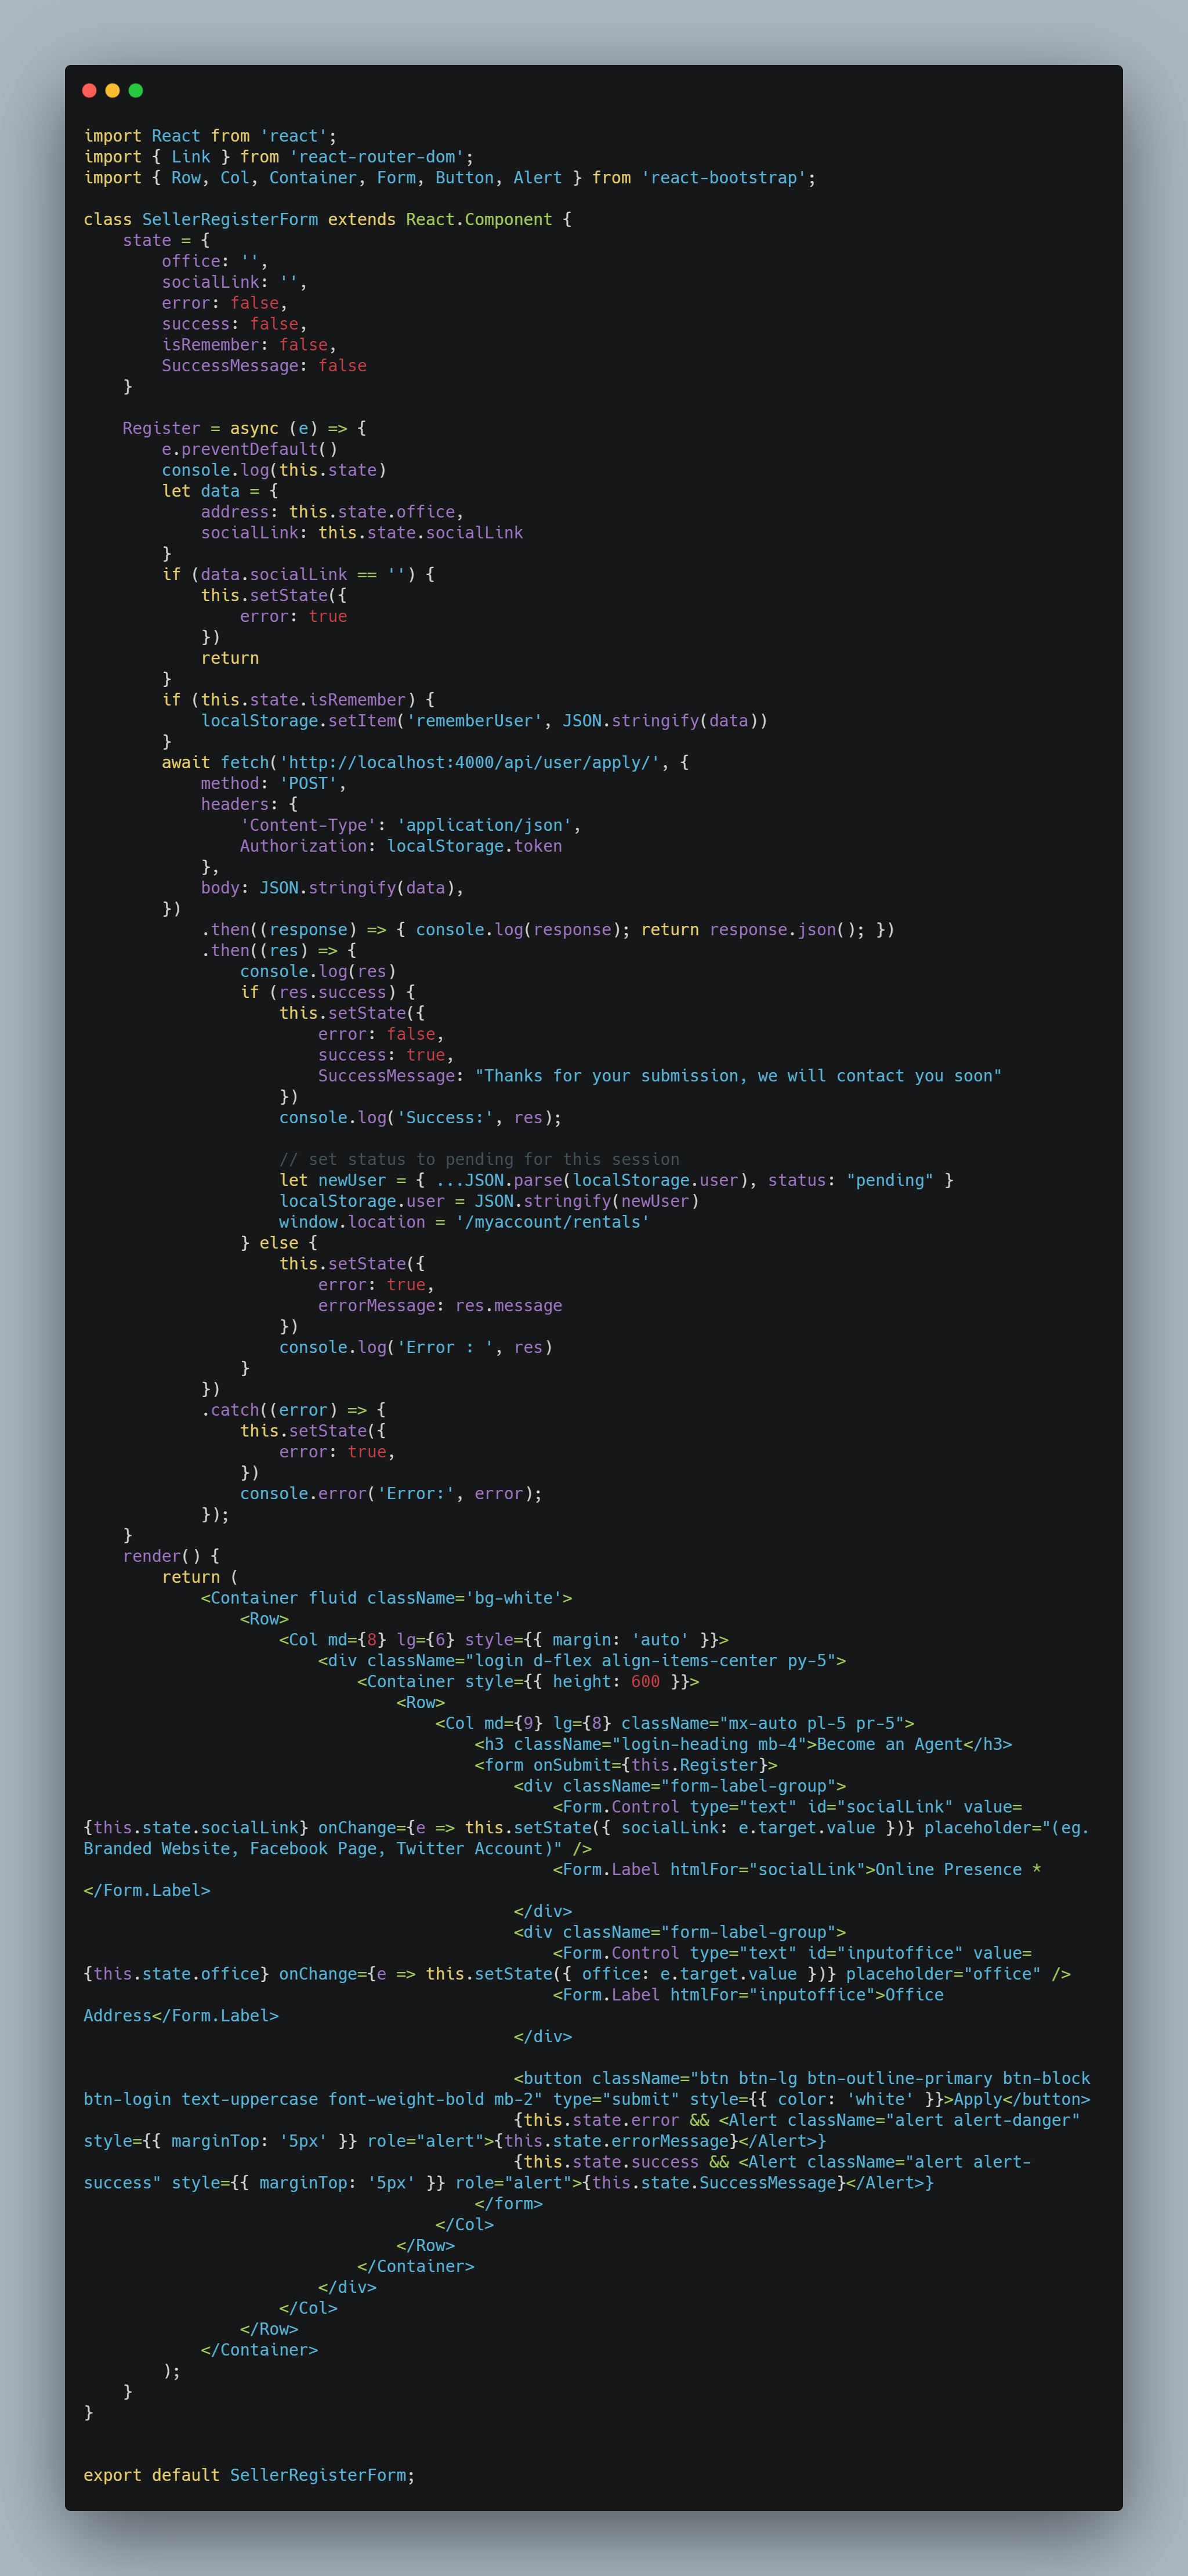 import React from 'react';
import { Link } from 'react-router-dom';
import { Row, Col, Container, Form, Button, Alert } from 'react-bootstrap';

class SellerRegisterForm extends React.Component {
    state = {
        office: '',
        socialLink: '',
        error: false,
        success: false,
        isRemember: false,
        SuccessMessage: false
    }

    Register = async (e) => {
        e.preventDefault()
        console.log(this.state)
        let data = {
            address: this.state.office,
            socialLink: this.state.socialLink
        }
        if (data.socialLink == '') {
            this.setState({
                error: true
            })
            return
        }
        if (this.state.isRemember) {
            localStorage.setItem('rememberUser', JSON.stringify(data))
        }
        await fetch('http://localhost:4000/api/user/apply/', {
            method: 'POST',
            headers: {
                'Content-Type': 'application/json',
                Authorization: localStorage.token
            },
            body: JSON.stringify(data),
        })
            .then((response) => { console.log(response); return response.json(); })
            .then((res) => {
                console.log(res)
                if (res.success) {
                    this.setState({
                        error: false,
                        success: true,
                        SuccessMessage: "Thanks for your submission, we will contact you soon"
                    })
                    console.log('Success:', res);

                    // set status to pending for this session
                    let newUser = { ...JSON.parse(localStorage.user), status: "pending" }
                    localStorage.user = JSON.stringify(newUser)
                    window.location = '/myaccount/rentals'
                } else {
                    this.setState({
                        error: true,
                        errorMessage: res.message
                    })
                    console.log('Error : ', res)
                }
            })
            .catch((error) => {
                this.setState({
                    error: true,
                })
                console.error('Error:', error);
            });
    }
    render() {
        return (
            <Container fluid className='bg-white'>
                <Row>
                    <Col md={8} lg={6} style={{ margin: 'auto' }}>
                        <div className="login d-flex align-items-center py-5">
                            <Container style={{ height: 600 }}>
                                <Row>
                                    <Col md={9} lg={8} className="mx-auto pl-5 pr-5">
                                        <h3 className="login-heading mb-4">Become an Agent</h3>
                                        <form onSubmit={this.Register}>
                                            <div className="form-label-group">
                                                <Form.Control type="text" id="socialLink" value=
{this.state.socialLink} onChange={e => this.setState({ socialLink: e.target.value })} placeholder="(eg.
Branded Website, Facebook Page, Twitter Account)" />
                                                <Form.Label htmlFor="socialLink">Online Presence *
</Form.Label>
                                            </div>
                                            <div className="form-label-group">
                                                <Form.Control type="text" id="inputoffice" value=
{this.state.office} onChange={e => this.setState({ office: e.target.value })} placeholder="office" />
                                                <Form.Label htmlFor="inputoffice">Office
Address</Form.Label>
                                            </div>

                                            <button className="btn btn-lg btn-outline-primary btn-block
btn-login text-uppercase font-weight-bold mb-2" type="submit" style={{ color: 'white' }}>Apply</button>
                                            {this.state.error && <Alert className="alert alert-danger"
style={{ marginTop: '5px' }} role="alert">{this.state.errorMessage}</Alert>}
                                            {this.state.success && <Alert className="alert alert-
success" style={{ marginTop: '5px' }} role="alert">{this.state.SuccessMessage}</Alert>}
                                        </form>
                                    </Col>
                                </Row>
                            </Container>
                        </div>
                    </Col>
                </Row>
            </Container>
        );
    }
}


export default SellerRegisterForm;